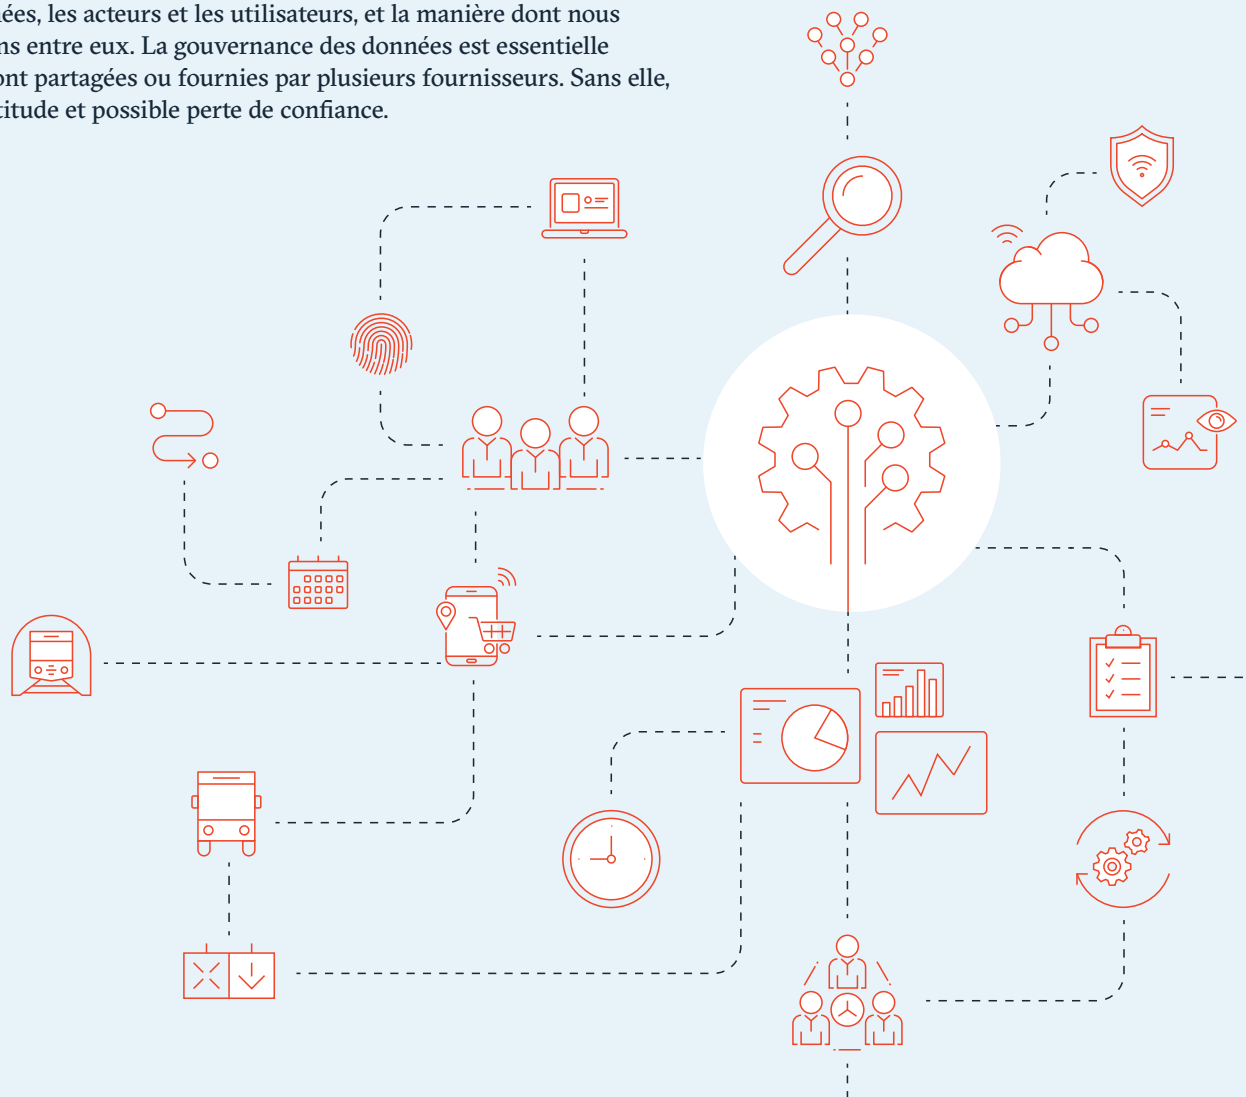 ées, les acteurs et les utilisateurs, et la manière dont nous
ns entre eux. La gouvernance des données est essentielle
ont partagées ou fournies par plusieurs fournisseurs. Sans elle,
titude et possible perte de confiance.